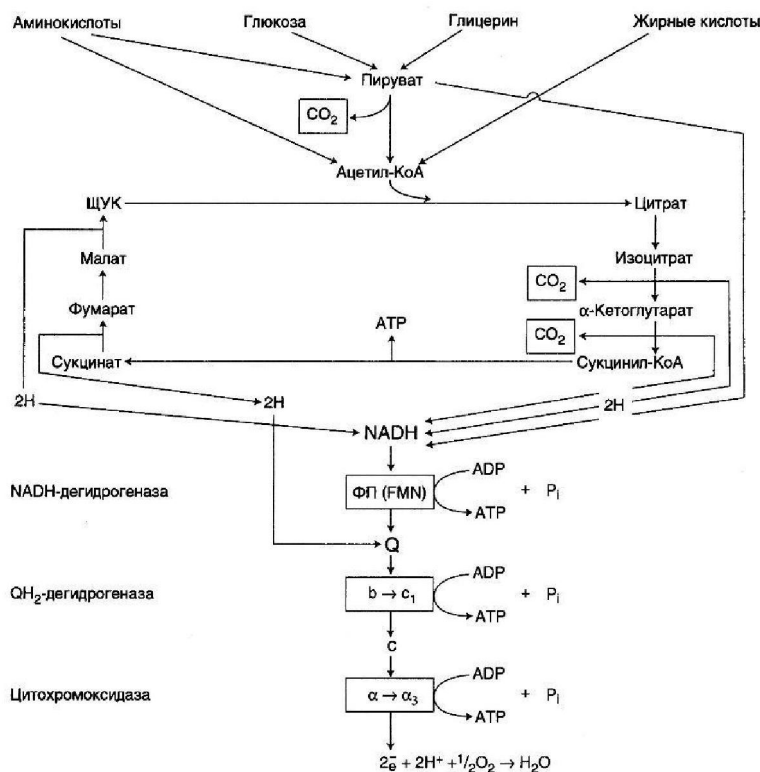 Аминокислоты Глюкоза Глицерин Жирные кислоты
Пируват
CO2
Ацетил-КоА
ЩУК Цитрат
Малат Изоцитрат
CO2
Фумарат α-Кетоглутарат
ATP CO2
Сукцинат Сукцинил-КоА
2H 2H 2H
NADH
ADP
NADH-дегидрогеназа ФП (FMN) + Pi
ATP
Q
ADP
QH2-дегидрогеназа b → c1 + Pi
ATP
c
ADP
Цитохромоксидаза α → α3 + Pi
ATP
2e̅ + 2H+ + 1/2O2 → H2O